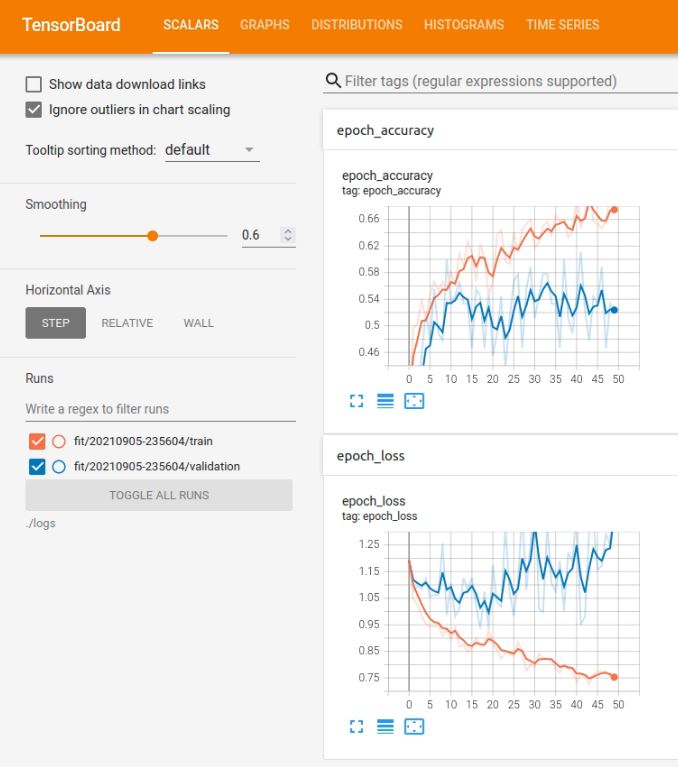 TensorBoard SCALARS GRAPHS DISTRIBUTIONS HISTOGRAMS TIME SERIES
Show data download links
Ignore outliers in chart scaling
Tooltip sorting method: default
Smoothing
0.6
Horizontal Axis
STEP RELATIVE WALL
Runs
Write a regex to filter runs
fit/20210905-235604/train
fit/20210905-235604/validation
TOGGLE ALL RUNS
./logs
Filter tags (regular expressions supported)
epoch_accuracy
epoch_accuracy
tag: epoch_accuracy
0.66
0.62
0.58
0.54
0.5
0.46
0 5 10 15 20 25 30 35 40 45 50
epoch_loss
epoch_loss
tag: epoch_loss
1.25
1.15
1.05
0.95
0.85
0.75
0 5 10 15 20 25 30 35 40 45 50